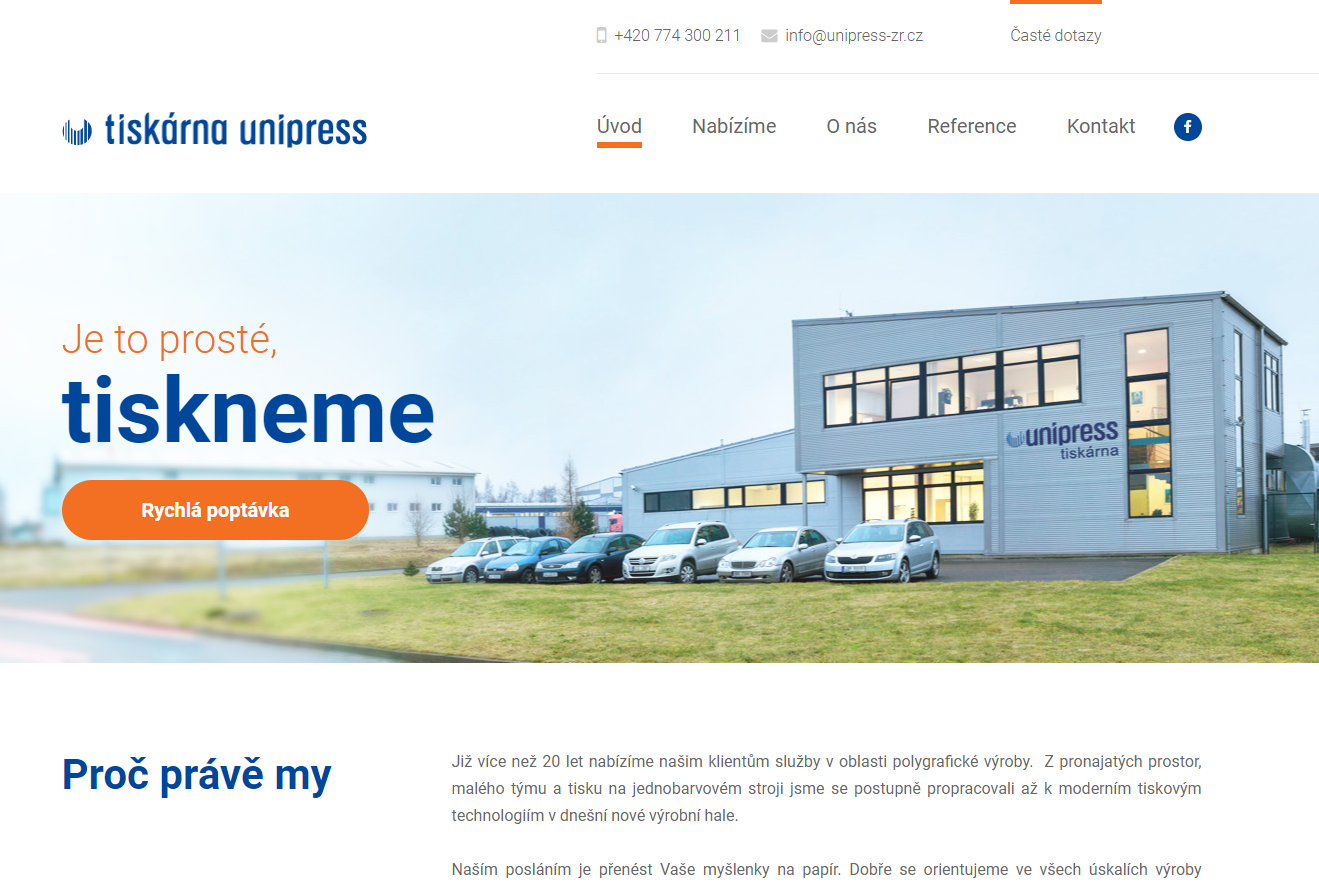 +420 774 300 211 info@unipress-zr.cz Časté dotazy
tiskárna unipress
Úvod Nabízíme O nás Reference Kontakt
Je to prosté,
tiskneme
Rychlá poptávka
unipress
tiskárna
Proč právě my
Již více než 20 let nabízíme našim klientům služby v oblasti polygrafické výroby. Z pronajatých prostor,
malého týmu a tisku na jednobarvovém stroji jsme se postupně propracovali až k moderním tiskovým
technologiím v dnešní nové výrobní hale.
Naším posláním je přenést Vaše myšlenky na papír. Dobře se orientujeme ve všech úskalích výroby